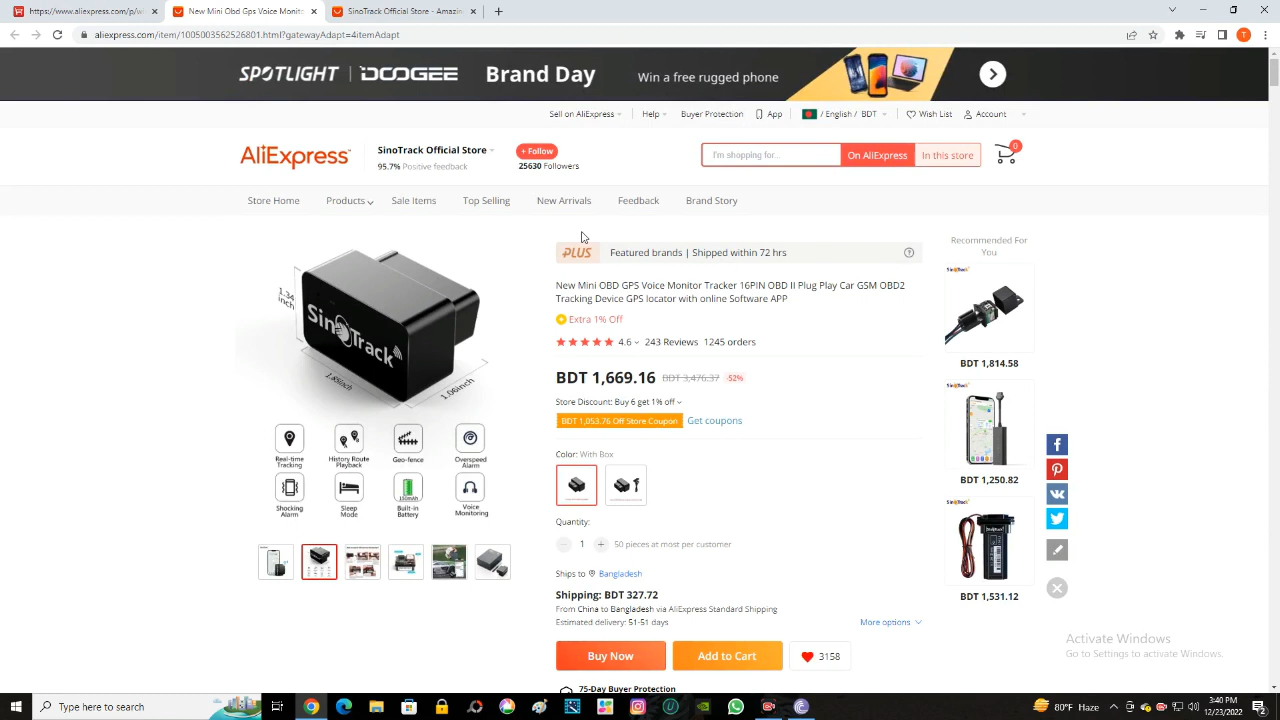 https://www.aliexpress.com/p/w
New Mini Obd Gps Voice Monito
SinoTrack Official Store - Amazin
aliexpress.com/item/1005003562526801.html?gatewayAdapt=4itemAdapt
T
SPOTLIGHT | DOOGEE Brand Day Win a free rugged phone
Sell on AliExpress Help Buyer Protection App / English / BDT Wish List Account
AliExpress
SinoTrack Official Store
95.7% Positive feedback
+ Follow
25630 Followers
I'm shopping for...
On AliExpress
In this store
0
Store Home Products Sale Items Top Selling New Arrivals Feedback Brand Story
PLUS Featured brands | Shipped within 72 hrs
New Mini OBD GPS Voice Monitor Tracker 16PIN OBD II Plug Play Car GSM OBD2
Tracking Device GPS locator with online Software APP
Extra 1% Off
4.6 243 Reviews 1245 orders
BDT 1,669.16 BDT 3,476.37 -52%
Store Discount: Buy 6 get 1% off
BDT 1,053.76 Off Store Coupon Get coupons
Color: With Box
Quantity:
1 50 pieces at most per customer
Ships to Bangladesh
Shipping: BDT 327.72
From China to Bangladesh via AliExpress Standard Shipping
Estimated delivery: 51-51 days
More options
Buy Now
Add to Cart
3158
75-Day Buyer Protection
1.34
inch
SinoTrack
1.85inch
1.06inch
Real-time
Tracking
History Route
Playback
Geo-fence
Overspeed
Alarm
Shocking
Alarm
Sleep
Mode
Built-in
Battery
Voice
Monitoring
Recommended For
You
SinoTrack
BDT 1,814.58
SinoTrack
BDT 1,250.82
SinoTrack
BDT 1,531.12
Activate Windows
Go to Settings to activate Windows.
Type here to search
80°F Haze
3:40 PM
12/23/2022